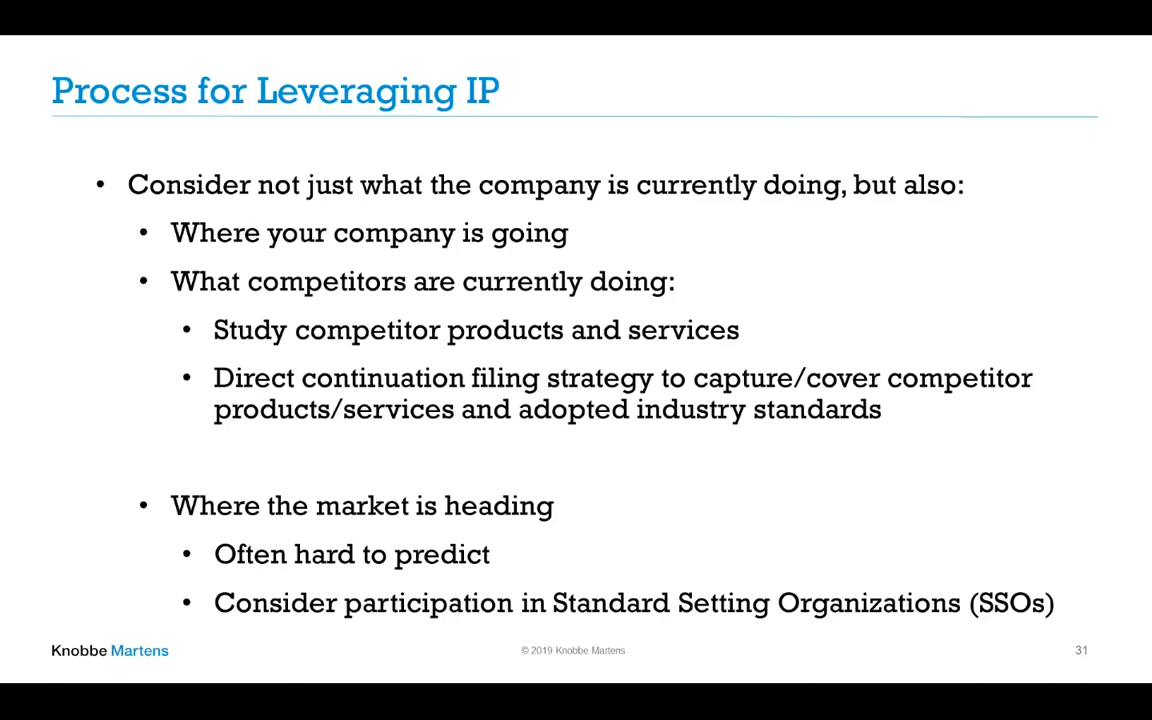 Process for Leveraging IP
• Consider not just what the company is currently doing, but also:
• Where your company is going
• What competitors are currently doing:
• Study competitor products and services
• Direct continuation filing strategy to capture/cover competitor
products/services and adopted industry standards
• Where the market is heading
• Often hard to predict
• Consider participation in Standard Setting Organizations (SSOs)
Knobbe Martens
© 2019 Knobbe Martens
31